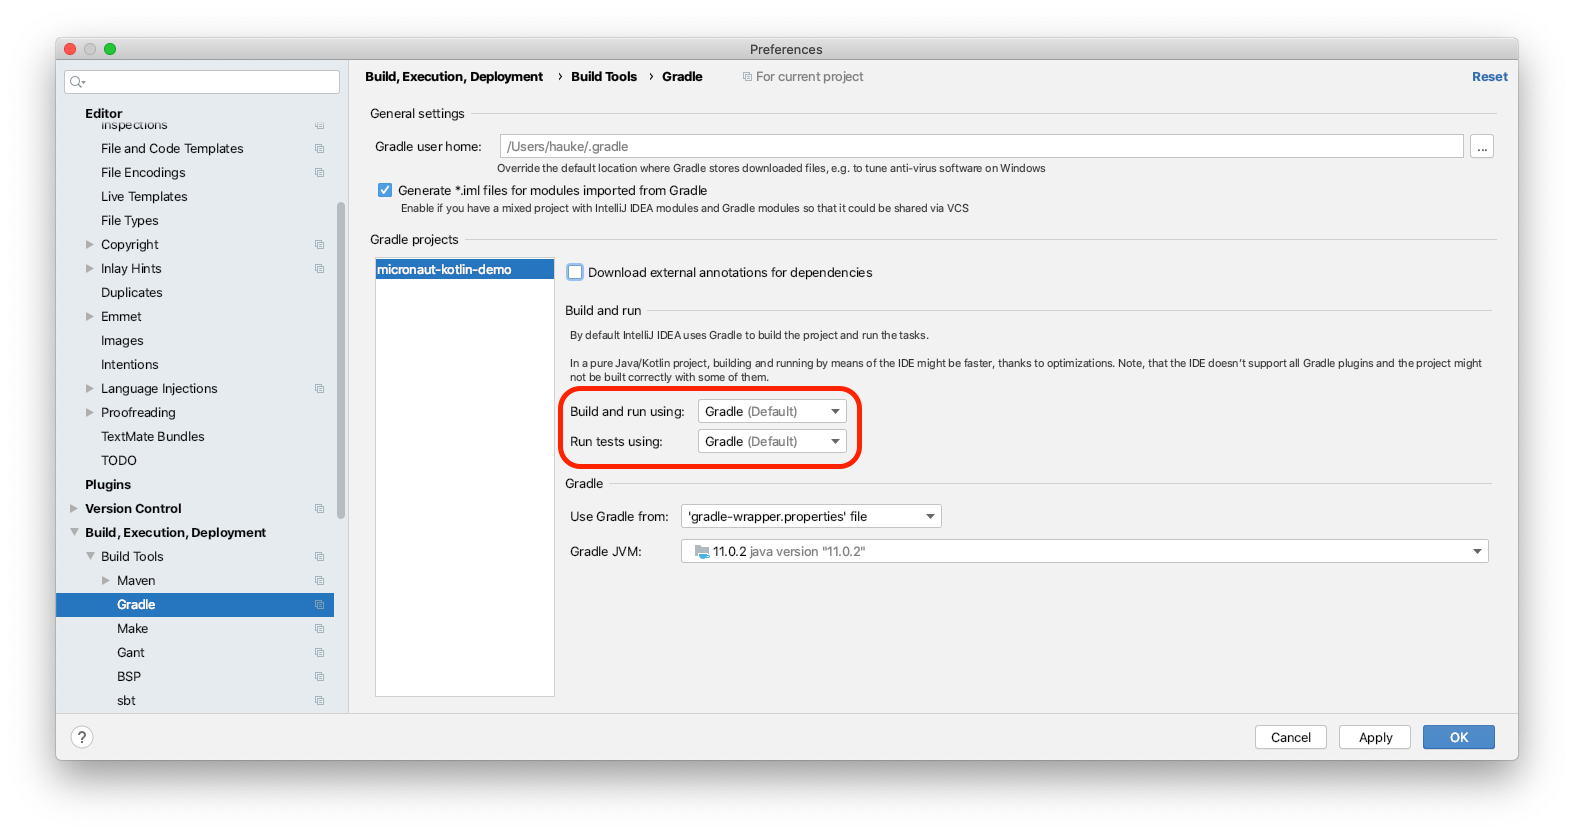 Preferences
Build, Execution, Deployment › Build Tools › Gradle For current project Reset
Editor
Inspections
File and Code Templates
File Encodings
Live Templates
File Types
Copyright
Inlay Hints
Duplicates
Emmet
Images
Intentions
Language Injections
Proofreading
TextMate Bundles
TODO
Plugins
Version Control
Build, Execution, Deployment
Build Tools
Maven
Gradle
Make
Gant
BSP
sbt
General settings
Gradle user home: /Users/hauke/.gradle ...
Override the default location where Gradle stores downloaded files, e.g. to tune anti-virus software on Windows
Generate *.iml files for modules imported from Gradle
Enable if you have a mixed project with IntelliJ IDEA modules and Gradle modules so that it could be shared via VCS
Gradle projects
micronaut-kotlin-demo
Download external annotations for dependencies
Build and run
By default IntelliJ IDEA uses Gradle to build the project and run the tasks.
In a pure Java/Kotlin project, building and running by means of the IDE might be faster, thanks to optimizations. Note, that the IDE doesn't support all Gradle plugins and the project might
not be built correctly with some of them.
Build and run using: Gradle (Default)
Run tests using: Gradle (Default)
Gradle
Use Gradle from: 'gradle-wrapper.properties' file
Gradle JVM: 11.0.2 java version "11.0.2"
? Cancel Apply OK